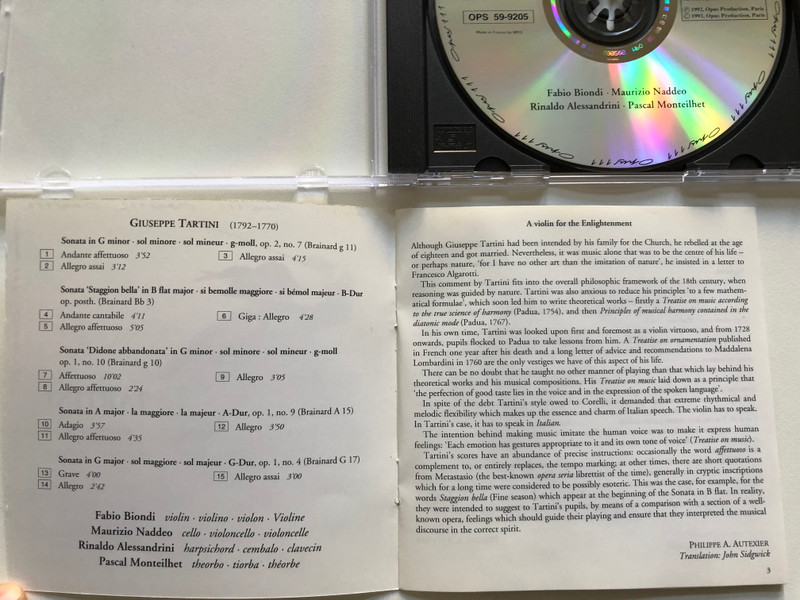 OPS 59-9205
Made in France by MPO
℗ 1992, Opus Production, Paris
© 1992, Opus Production, Paris
Fabio Biondi · Maurizio Naddeo
Rinaldo Alessandrini · Pascal Monteilhet
Opus 111
Opus 111
Opus 111
Opus 111
Opus 111
Opus 111
GIUSEPPE TARTINI (1792–1770)
Sonata in G minor · sol minore · sol mineur · g-moll, op. 2, no. 7 (Brainard g 11)
1 Andante affettuoso 3'52
2 Allegro assai 3'12
3 Allegro assai 4'15
Sonata 'Staggion bella' in B flat major · si bemolle maggiore · si bémol majeur · B-Dur
op. posth. (Brainard Bb 3)
4 Andante cantabile 4'11
5 Allegro affettuoso 5'05
6 Giga : Allegro 4'28
Sonata 'Didone abbandonata' in G minor · sol minore · sol mineur · g-moll
op. 1, no. 10 (Brainard g 10)
7 Affettuoso 10'02
8 Allegro affettuoso 2'24
9 Allegro 3'05
Sonata in A major · la maggiore · la majeur · A-Dur, op. 1, no. 9 (Brainard A 15)
10 Adagio 3'57
11 Allegro affettuoso 4'35
12 Allegro 3'50
Sonata in G major · sol maggiore · sol majeur · G-Dur, op. 1, no. 4 (Brainard G 17)
13 Grave 4'00
14 Allegro 2'42
15 Allegro assai 3'00
Fabio Biondi violin · violino · violon · Violine
Maurizio Naddeo cello · violoncello · violoncelle
Rinaldo Alessandrini harpsichord · cembalo · clavecin
Pascal Monteilhet theorbo · tiorba · théorbe
A violin for the Enlightenment
Although Giuseppe Tartini had been intended by his family for the Church, he rebelled at the age
of eighteen and got married. Nevertheless, it was music alone that was to be the centre of his life –
or perhaps nature, 'for I have no other art than the imitation of nature', he insisted in a letter to
Francesco Algarotti.
This comment by Tartini fits into the overall philosophic framework of the 18th century, when
reasoning was guided by nature. Tartini was also anxious to reduce his principles 'to a few mathem-
atical formulae', which soon led him to write theoretical works – firstly a Treatise on music according
to the true science of harmony (Padua, 1754), and then Principles of musical harmony contained in the
diatonic mode (Padua, 1767).
In his own time, Tartini was looked upon first and foremost as a violin virtuoso, and from 1728
onwards, pupils flocked to Padua to take lessons from him. A Treatise on ornamentation published
in French one year after his death and a long letter of advice and recommendations to Maddalena
Lombardini in 1760 are the only vestiges we have of this aspect of his life.
There can be no doubt that he taught no other manner of playing than that which lay behind his
theoretical works and his musical compositions. His Treatise on music laid down as a principle that
'the perfection of good taste lies in the voice and in the expression of the spoken language'.
In spite of the debt Tartini's style owed to Corelli, it demanded that extreme rhythmical and
melodic flexibility which makes up the essence and charm of Italian speech. The violin has to speak.
In Tartini's case, it has to speak in Italian.
The intention behind making music imitate the human voice was to make it express human
feelings: 'Each emotion has gestures appropriate to it and its own tone of voice' (Treatise on music).
Tartini's scores have an abundance of precise instructions: occasionally the word affettuoso is a
complement to, or entirely replaces, the tempo marking; at other times, there are short quotations
from Metastasio (the best-known opera seria librettist of the time), generally in cryptic inscriptions
which for a long time were considered to be possibly esoteric. This was the case, for example, for the
words Staggion bella (Fine season) which appear at the beginning of the Sonata in B flat. In reality,
they were intended to suggest to Tartini's pupils, by means of a comparison with a section of a well-
known opera, feelings which should guide their playing and ensure that they interpreted the musical
discourse in the correct spirit.
PHILIPPE A. AUTEXIER
Translation: John Sidgwick
3